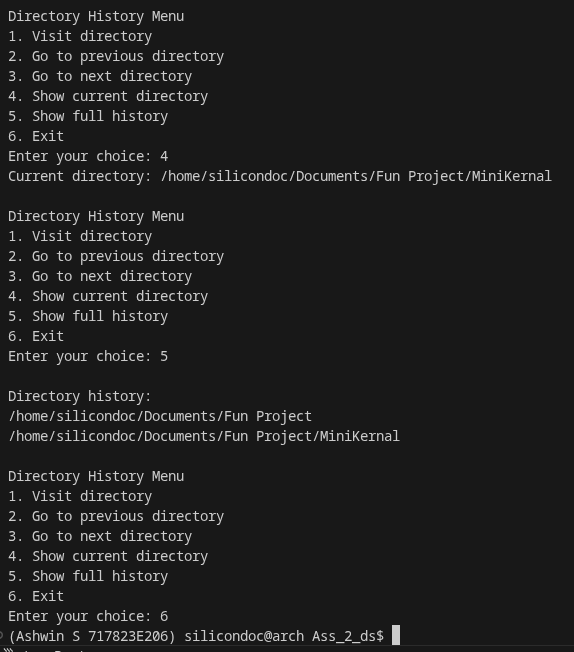 Directory History Menu
1. Visit directory
2. Go to previous directory
3. Go to next directory
4. Show current directory
5. Show full history
6. Exit
Enter your choice: 4
Current directory: /home/silicondoc/Documents/Fun Project/MiniKernal
Directory History Menu
1. Visit directory
2. Go to previous directory
3. Go to next directory
4. Show current directory
5. Show full history
6. Exit
Enter your choice: 5
Directory history:
/home/silicondoc/Documents/Fun Project
/home/silicondoc/Documents/Fun Project/MiniKernal
Directory History Menu
1. Visit directory
2. Go to previous directory
3. Go to next directory
4. Show current directory
5. Show full history
6. Exit
Enter your choice: 6
(Ashwin S 717823E206) silicondoc@arch Ass_2_ds$